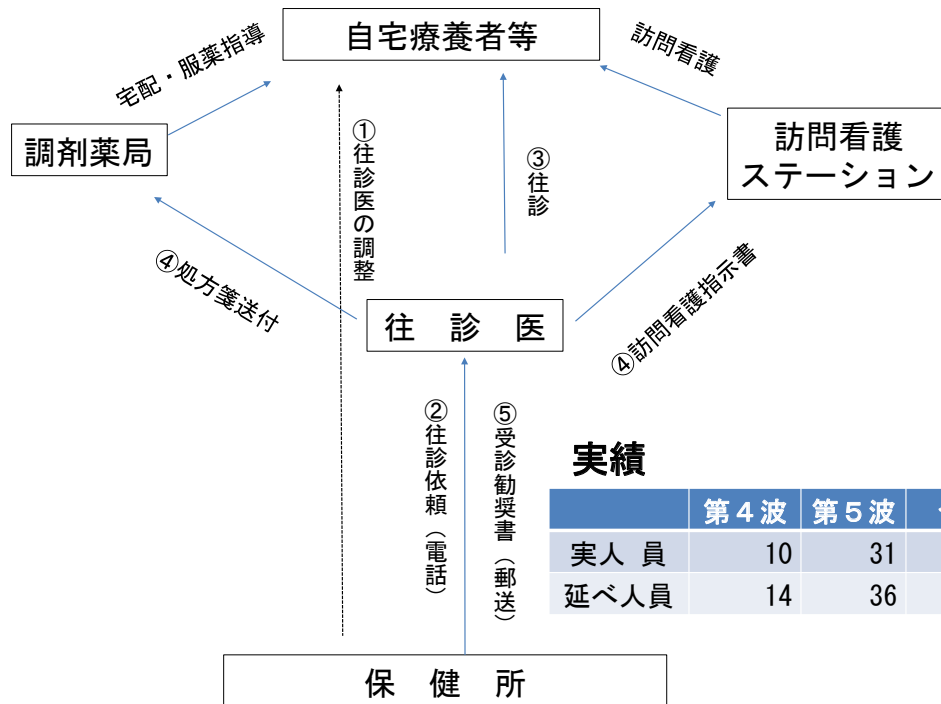 自宅療養者等
宅配・服薬指導
訪問看護
調剤薬局
訪問看護
ステーション
①往診医の調整
③往診
④処方箋送付
往　診　医
④訪問看護指示書
②往診依頼（電話）
⑤受診勧奨書（郵送）
実績
第４波 第５波
実人 員 10 31
延べ人員 14 36
保　健　所